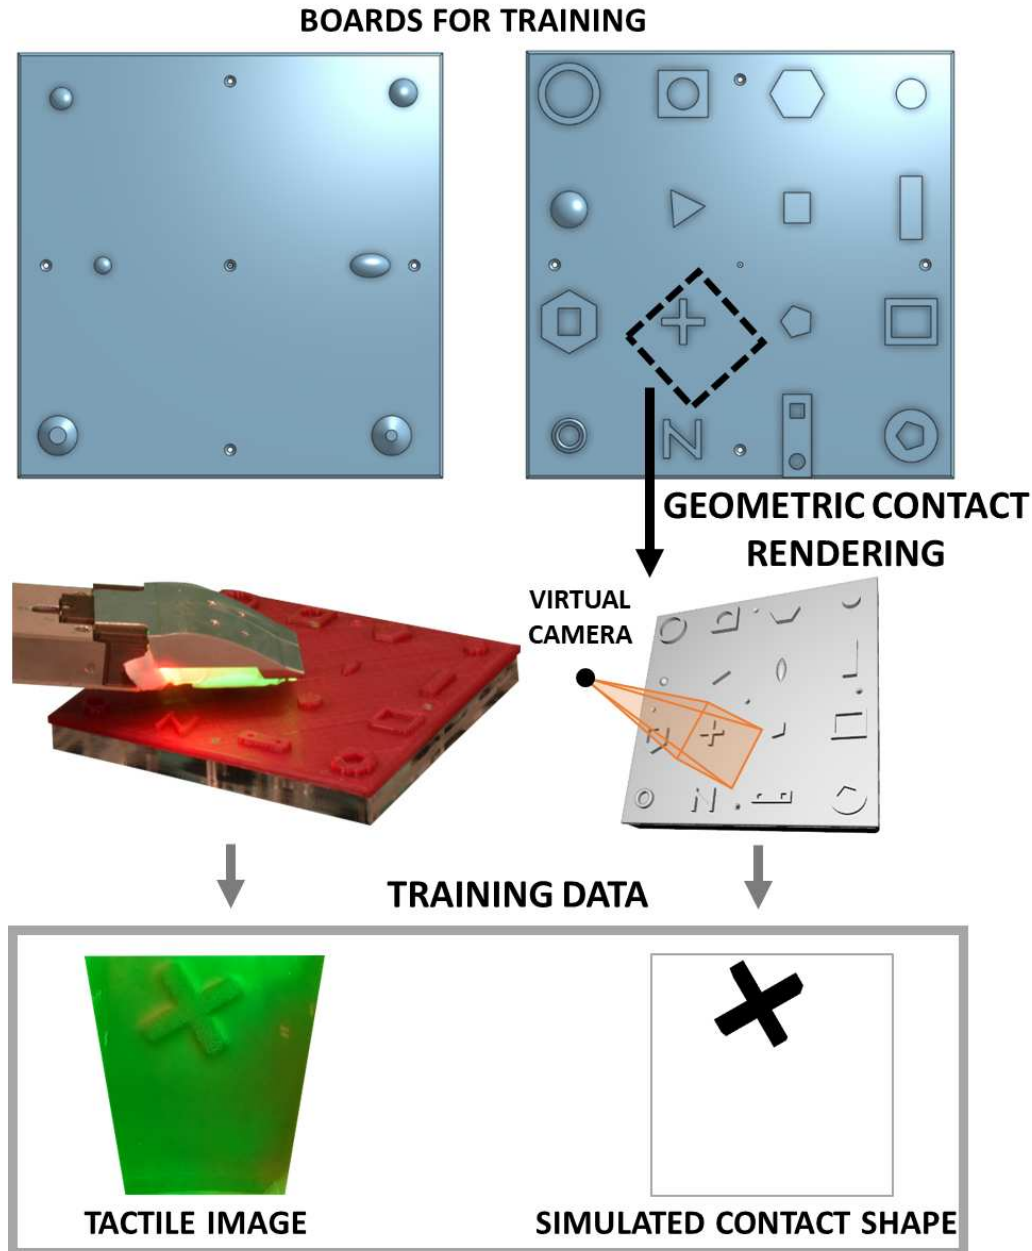 BOARDS FOR TRAINING
GEOMETRIC CONTACT
RENDERING
VIRTUAL
CAMERA
TRAINING DATA
TACTILE IMAGE
SIMULATED CONTACT SHAPE